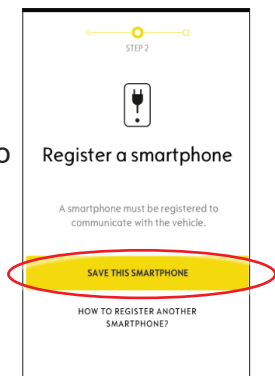 STEP 2
o
Register a smartphone
A smartphone must be registered to
communicate with the vehicle.
SAVE THIS SMARTPHONE
HOW TO REGISTER ANOTHER
SMARTPHONE?